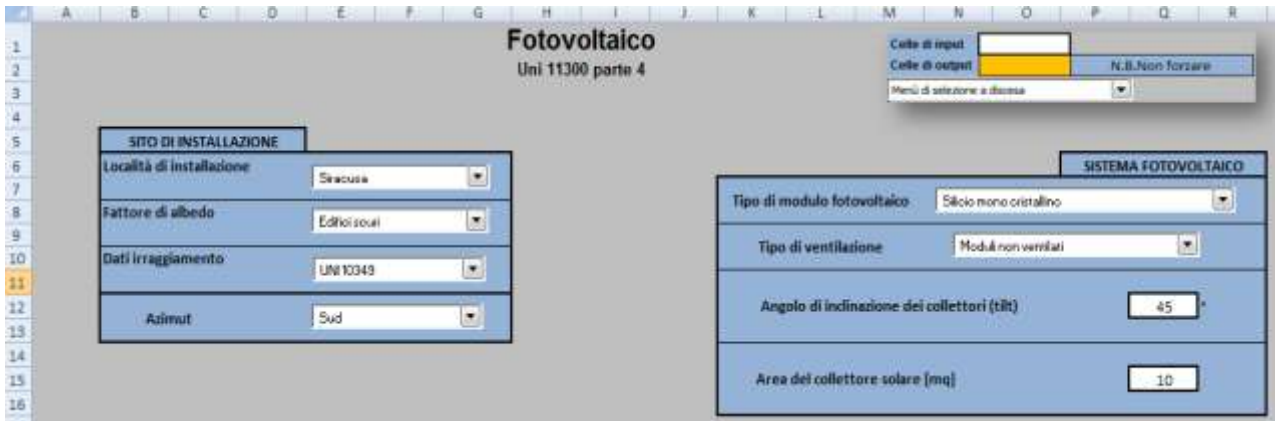 A B C D E F G H I J K L M N O P Q R
1
2
3
4
5
6
7
8
9
10
11
12
13
14
15
16
Fotovoltaico
Uni 11300 parte 4
Celle di input
Celle di output N.B.Non forzare
Menù di selezione a discesa
SITO DI INSTALLAZIONE
Località di installazione Siracusa
Fattore di albedo Edifici scuri
Dati irraggiamento UNI 10349
Azimut Sud
SISTEMA FOTOVOLTAICO
Tipo di modulo fotovoltaico Silicio mono cristallino
Tipo di ventilazione Moduli non ventilati
Angolo di inclinazione dei collettori (tilt) 45 °
Area del collettore solare [mq] 10